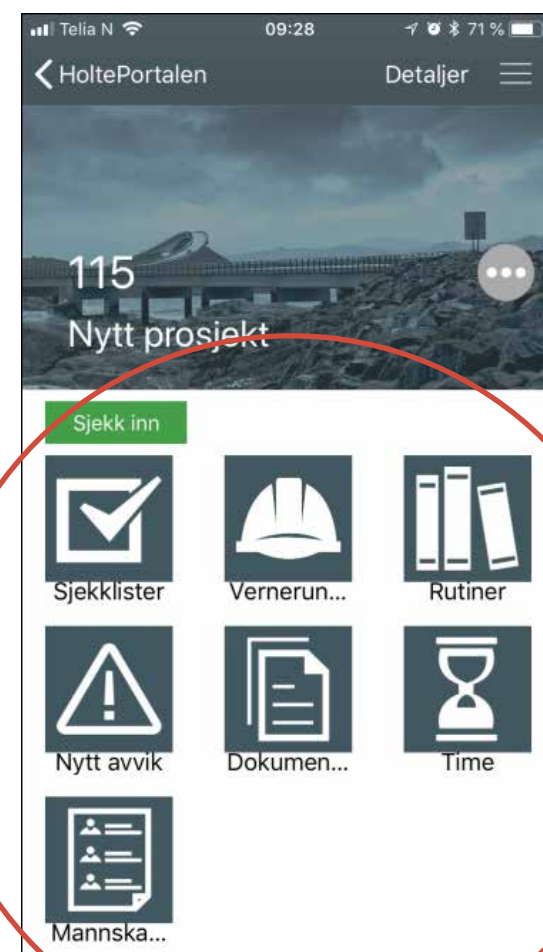 Telia N 09:28 71 %
HoltePortalen Detaljer
115
Nytt prosjekt
Sjekk inn
Sjekklister Vernerun... Rutiner
Nytt avvik Dokumen... Time
Mannska...